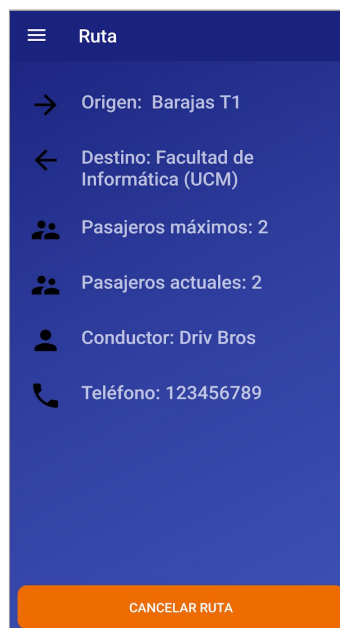 Ruta
Origen:  Barajas T1
Destino: Facultad de
Informática (UCM)
Pasajeros máximos: 2
Pasajeros actuales: 2
Conductor: Driv Bros
Teléfono: 123456789
CANCELAR RUTA